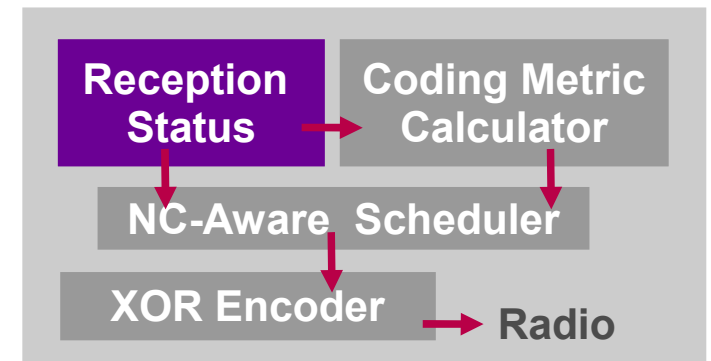 Reception
Status
Coding Metric
Calculator
NC-Aware Scheduler
XOR Encoder
Radio